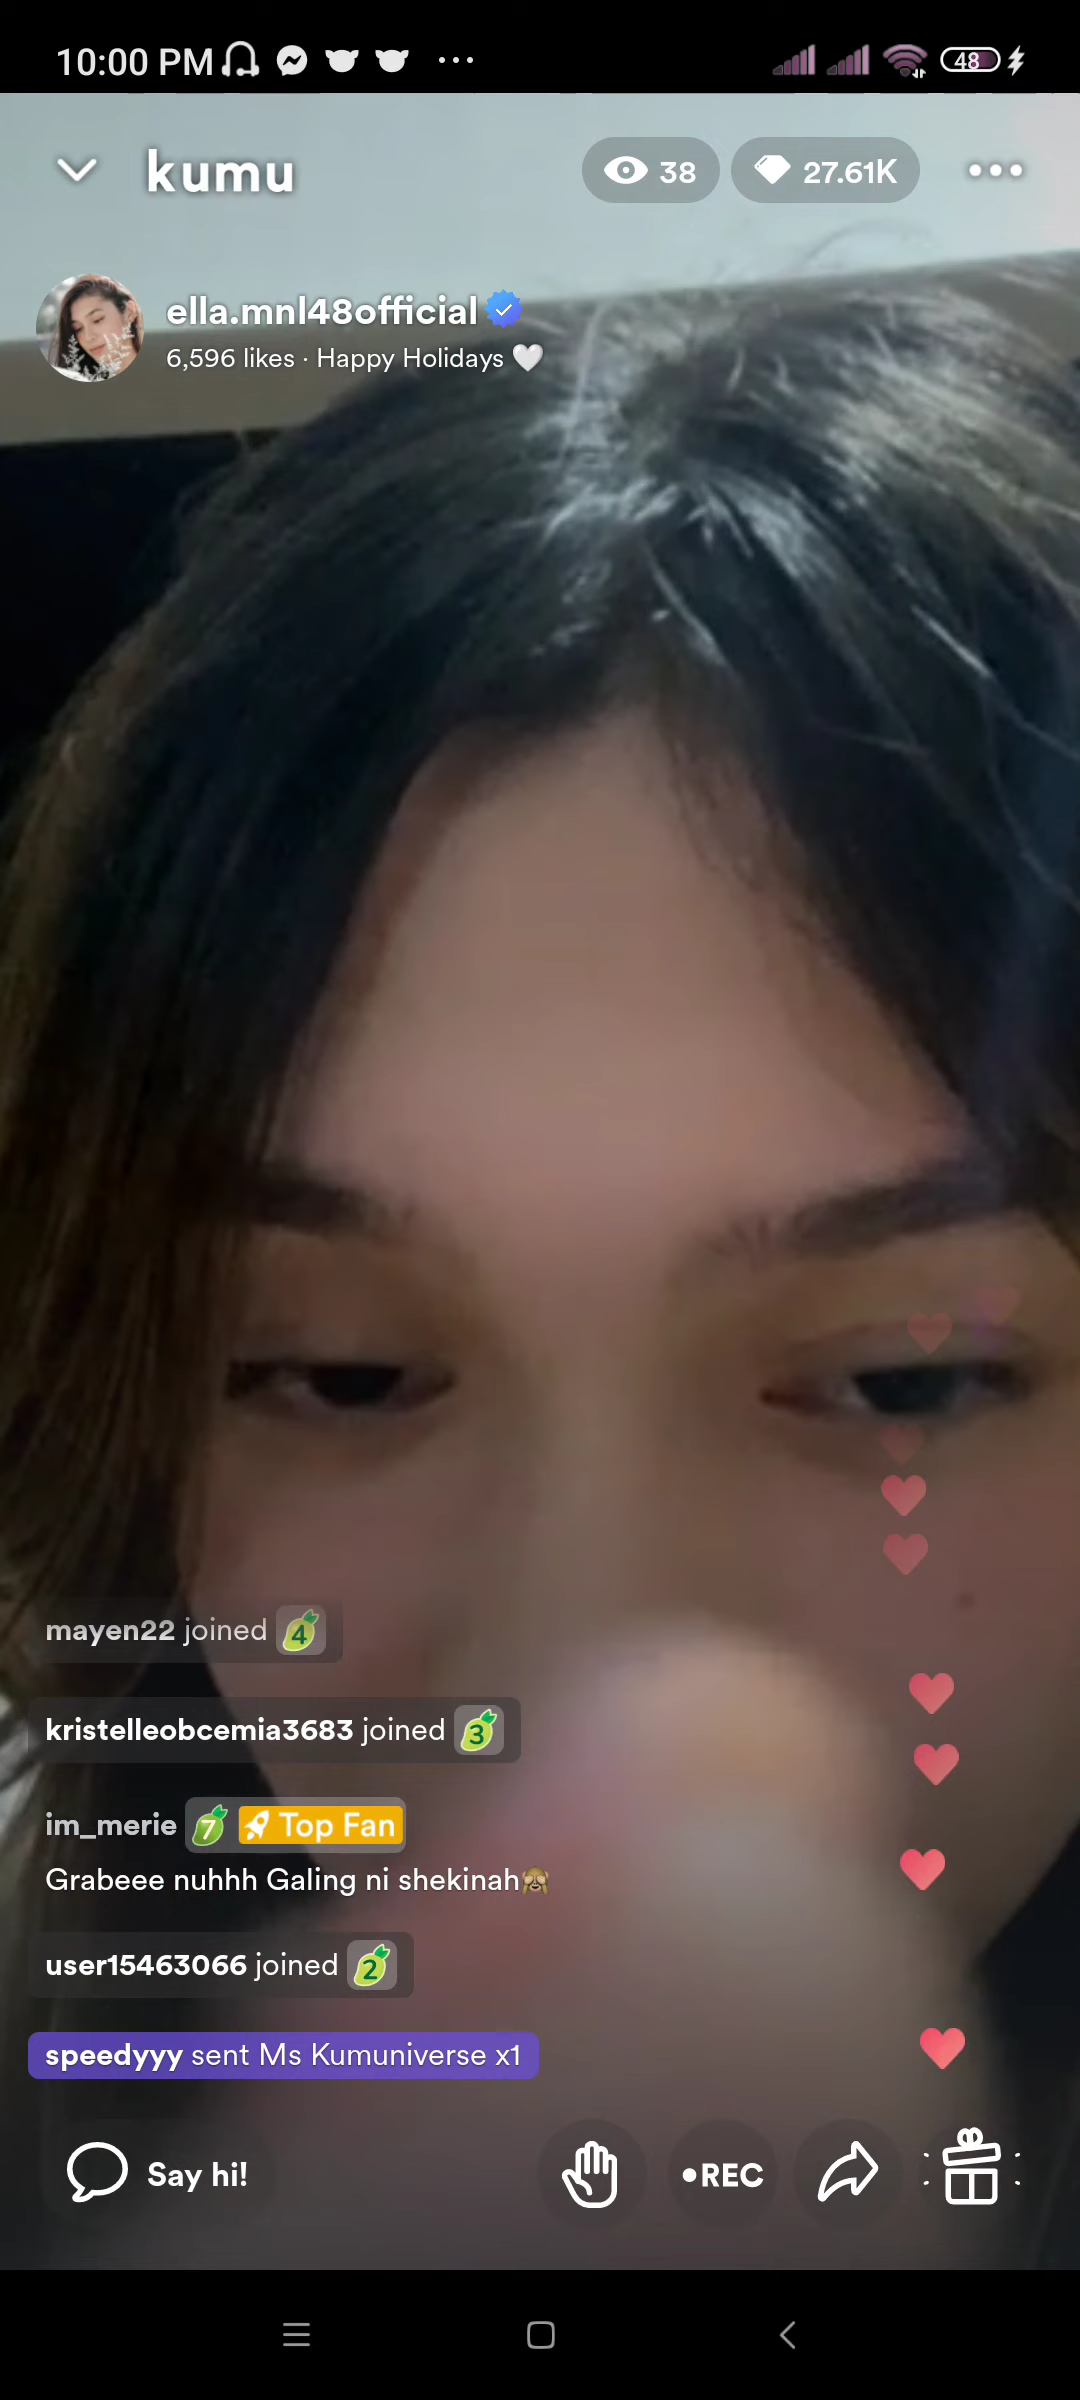 10:00 PM
48
kumu
38
27.61K
ella.mnl48official
6,596 likes · Happy Holidays 🤍
mayen22 joined 4
kristelleobcemia3683 joined 3
im_merie 7 Top Fan
Grabeee nuhhh Galing ni shekinah🙈
user15463066 joined 2
speedyyy sent Ms Kumuniverse x1
Say hi!
•REC